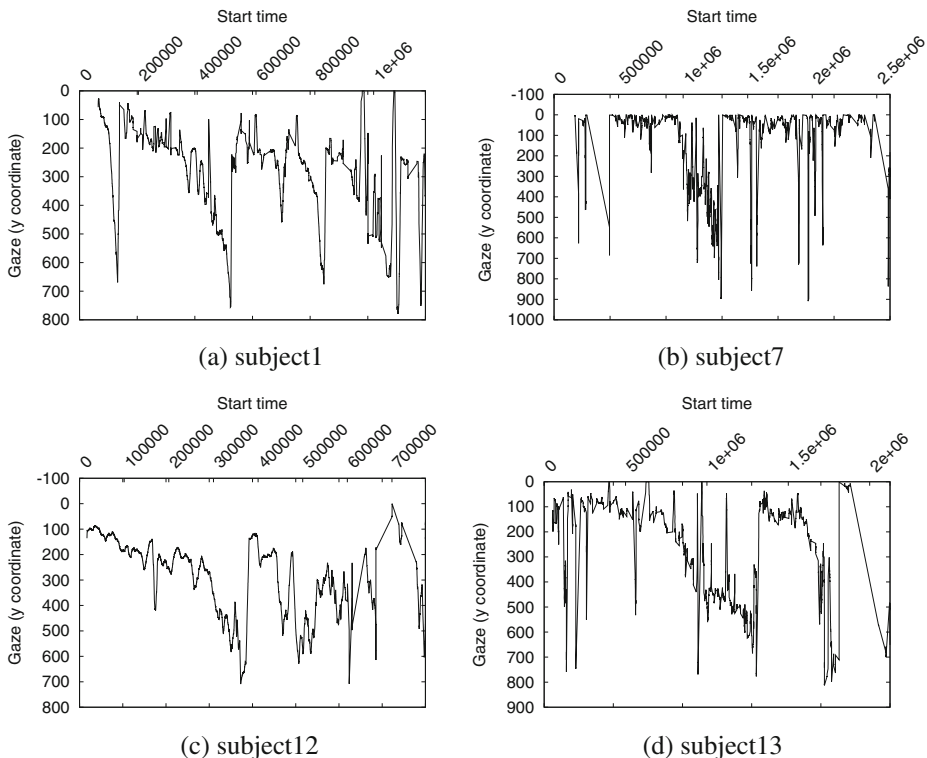 Start time
0
200000
400000
600000
800000
1e+06
Gaze (y coordinate)
0
100
200
300
400
500
600
700
800
(a) subject1
Start time
0
500000
1e+06
1.5e+06
2e+06
2.5e+06
Gaze (y coordinate)
-100
0
100
200
300
400
500
600
700
800
900
1000
(b) subject7
Start time
0
100000
200000
300000
400000
500000
600000
700000
Gaze (y coordinate)
-100
0
100
200
300
400
500
600
700
800
(c) subject12
Start time
0
500000
1e+06
1.5e+06
2e+06
Gaze (y coordinate)
0
100
200
300
400
500
600
700
800
900
(d) subject13